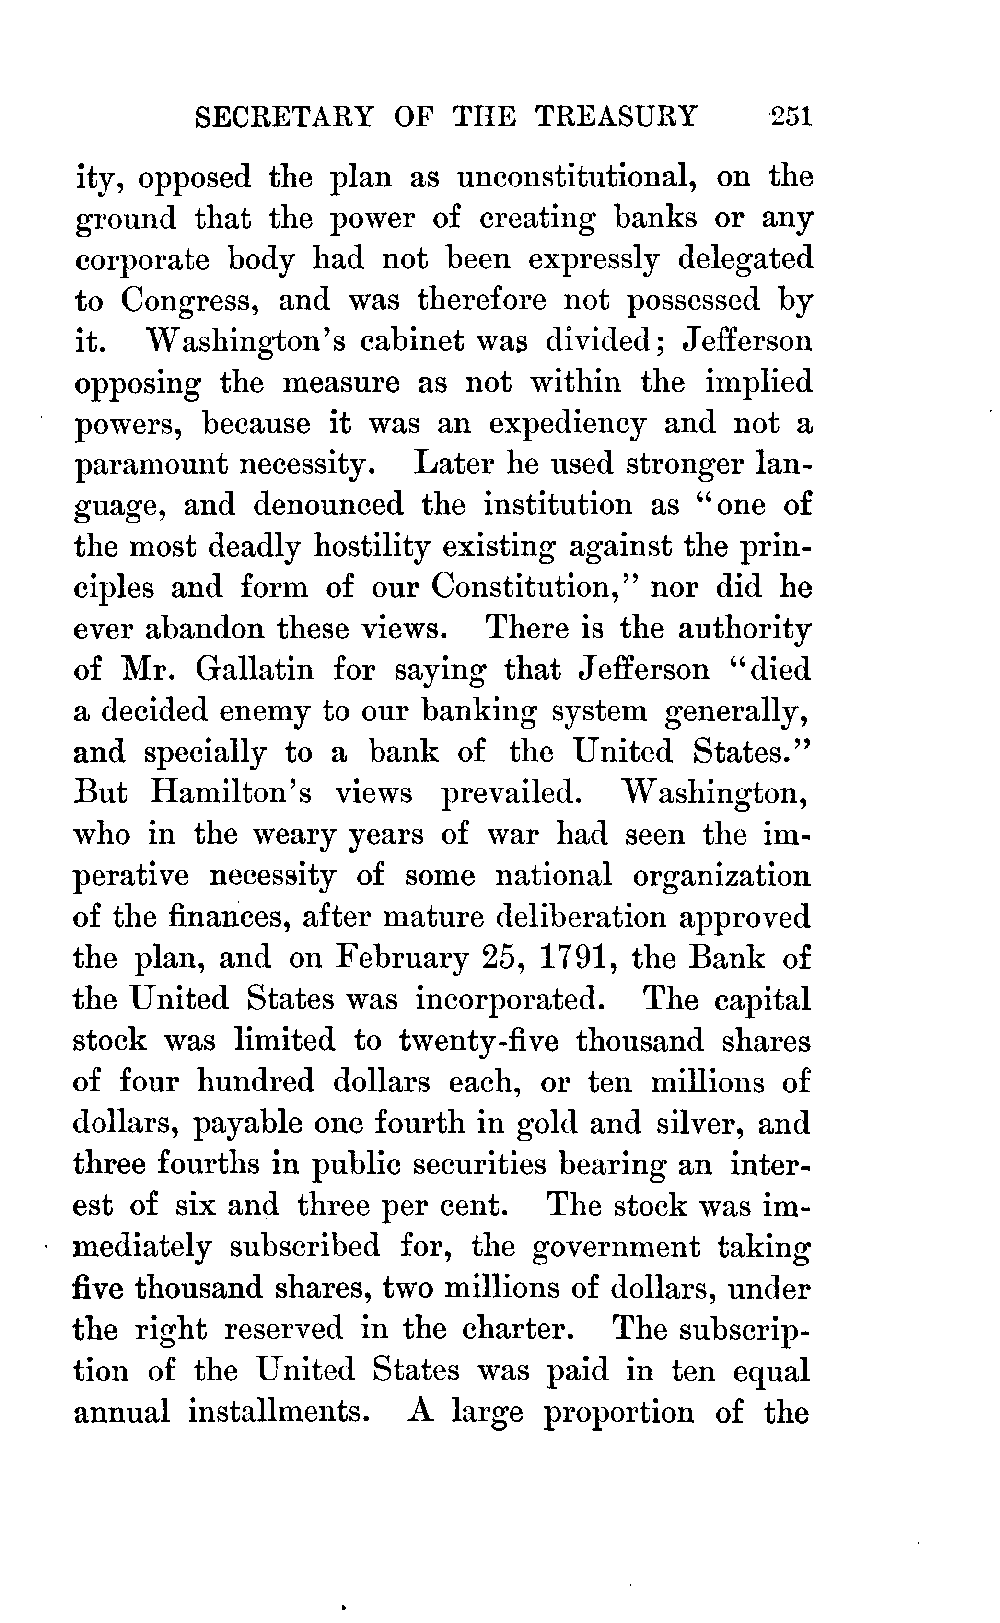 SECRETARY OF THE TREASURY 251
ity, opposed the plan as unconstitutional, on the
ground that the power of creating banks or any
corporate body had not been expressly delegated
to Congress, and was therefore not possessed by
it. Washington's cabinet was divided; Jefferson
opposing the measure as not within the implied
powers, because it was an expediency and not a
paramount necessity. Later he used stronger lan-
guage, and denounced the institution as "one of
the most deadly hostility existing against the prin-
ciples and form of our Constitution," nor did he
ever abandon these views. There is the authority
of Mr. Gallatin for saying that Jefferson "died
a decided enemy to our banking system generally,
and specially to a bank of the United States."
But Hamilton's views prevailed. Washington,
who in the weary years of war had seen the im-
perative necessity of some national organization
of the finances, after mature deliberation approved
the plan, and on February 25, 1791, the Bank of
the United States was incorporated. The capital
stock was limited to twenty-five thousand shares
of four hundred dollars each, or ten millions of
dollars, payable one fourth in gold and silver, and
three fourths in public securities bearing an inter-
est of six and three per cent. The stock was im-
mediately subscribed for, the government taking
five thousand shares, two millions of dollars, under
the right reserved in the charter. The subscrip-
tion of the United States was paid in ten equal
annual installments. A large proportion of the